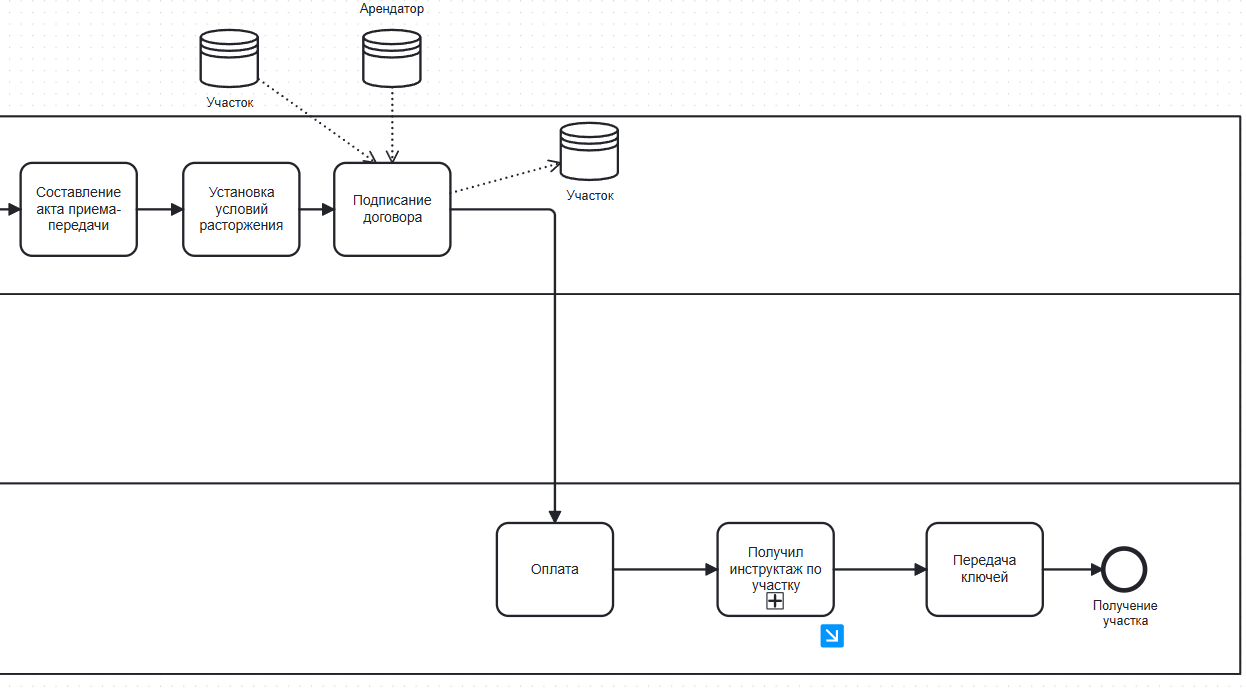 Арендатор
Участок
Участок
Составление
акта приема-
передачи
Установка
условий
расторжения
Подписание
договора
Оплата
Получил
инструктаж по
участку
Передача
ключей
Получение
участка